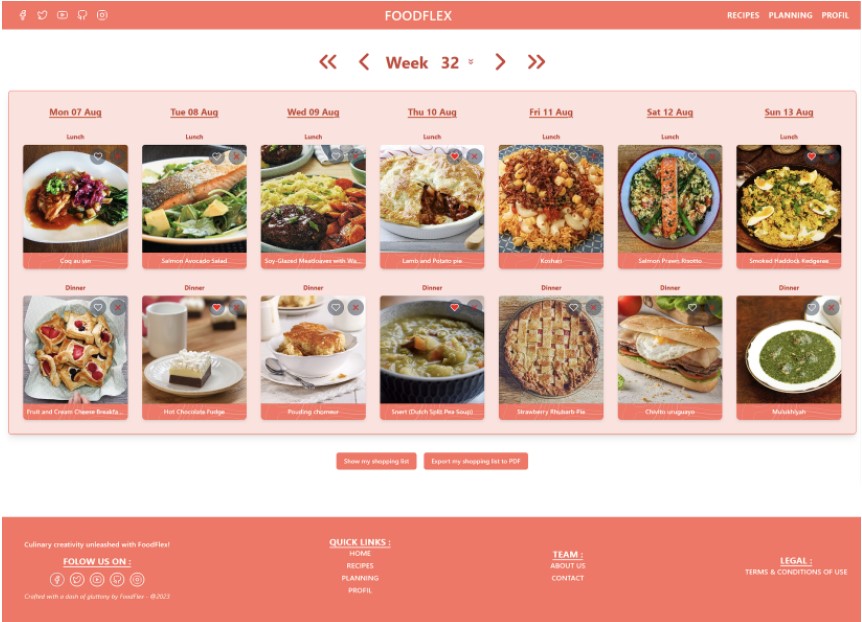 FOODFLEX
RECIPES PLANNING PROFIL
Week 32
Mon 07 Aug Tue 08 Aug Wed 09 Aug Thu 10 Aug Fri 11 Aug Sat 12 Aug Sun 13 Aug
Lunch Lunch Lunch Lunch Lunch Lunch Lunch
Coq au vin Salmon Avocado Salad Soy-Glazed Meatloaves with Wa... Lamb and Potato pie Koshari Salmon Prawn Risotto Smoked Haddock Kedgeree
Dinner Dinner Dinner Dinner Dinner Dinner Dinner
Fruit and Cream Cheese Breakfa... Hot Chocolate Fudge Pouding chomeur Snert (Dutch Split Pea Soup) Strawberry Rhubarb Pie Chivito uruguayo Mulukhiyah
Show my shopping list Export my shopping list to PDF
Culinary creativity unleashed with FoodFlex!
FOLOW US ON :
Crafted with a dash of gluttony by FoodFlex - @2023
QUICK LINKS :
HOME
RECIPES
PLANNING
PROFIL
TEAM :
ABOUT US
CONTACT
LEGAL :
TERMS & CONDITIONS OF USE